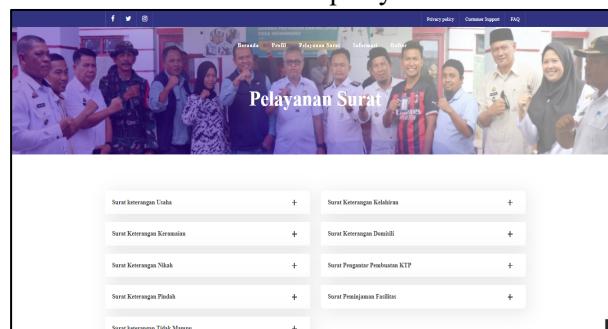 Privacy policy Customer Support FAQ
Beranda Profil Pelayanan Surat Informasi Daftar
Pelayanan Surat
Surat keterangan Usaha +
Surat Keterangan Kelahiran +
Surat Keterangan Keramaian +
Surat Keterangan Domisili +
Surat Keterangan Nikah +
Surat Pengantar Pembuatan KTP +
Surat Keterangan Pindah +
Surat Peminjaman Fasilitas +
Surat keterangan Tidak Mampu +